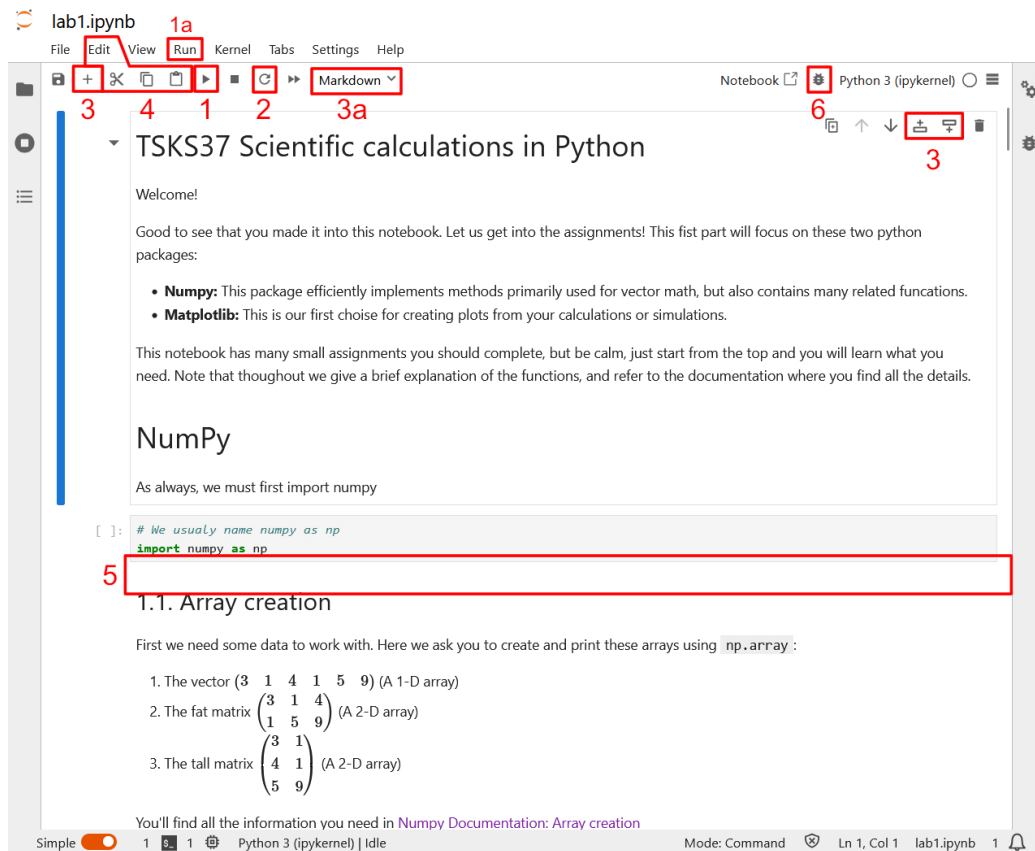 lab1.ipynb
1a
File Edit View Run Kernel Tabs Settings Help
Markdown Notebook Python 3 (ipykernel)
3 4 1 2 3a 6
TSKS37 Scientific calculations in Python
3
Welcome!
Good to see that you made it into this notebook. Let us get into the assignments! This fist part will focus on these two python
packages:
• Numpy: This package efficiently implements methods primarily used for vector math, but also contains many related funcations.
• Matplotlib: This is our first choise for creating plots from your calculations or simulations.
This notebook has many small assignments you should complete, but be calm, just start from the top and you will learn what you
need. Note that thoughout we give a brief explanation of the functions, and refer to the documentation where you find all the details.
NumPy
As always, we must first import numpy
[ ]: # We usualy name numpy as np
import numpy as np
5
1.1. Array creation
First we need some data to work with. Here we ask you to create and print these arrays using np.array:
1. The vector (3 1 4 1 5 9) (A 1-D array)
2. The fat matrix (3 1 4
1 5 9) (A 2-D array)
3. The tall matrix (3 1
4 1
5 9) (A 2-D array)
You'll find all the information you need in Numpy Documentation: Array creation
Simple 1 $_ 1 Python 3 (ipykernel) | Idle Mode: Command Ln 1, Col 1 lab1.ipynb 1